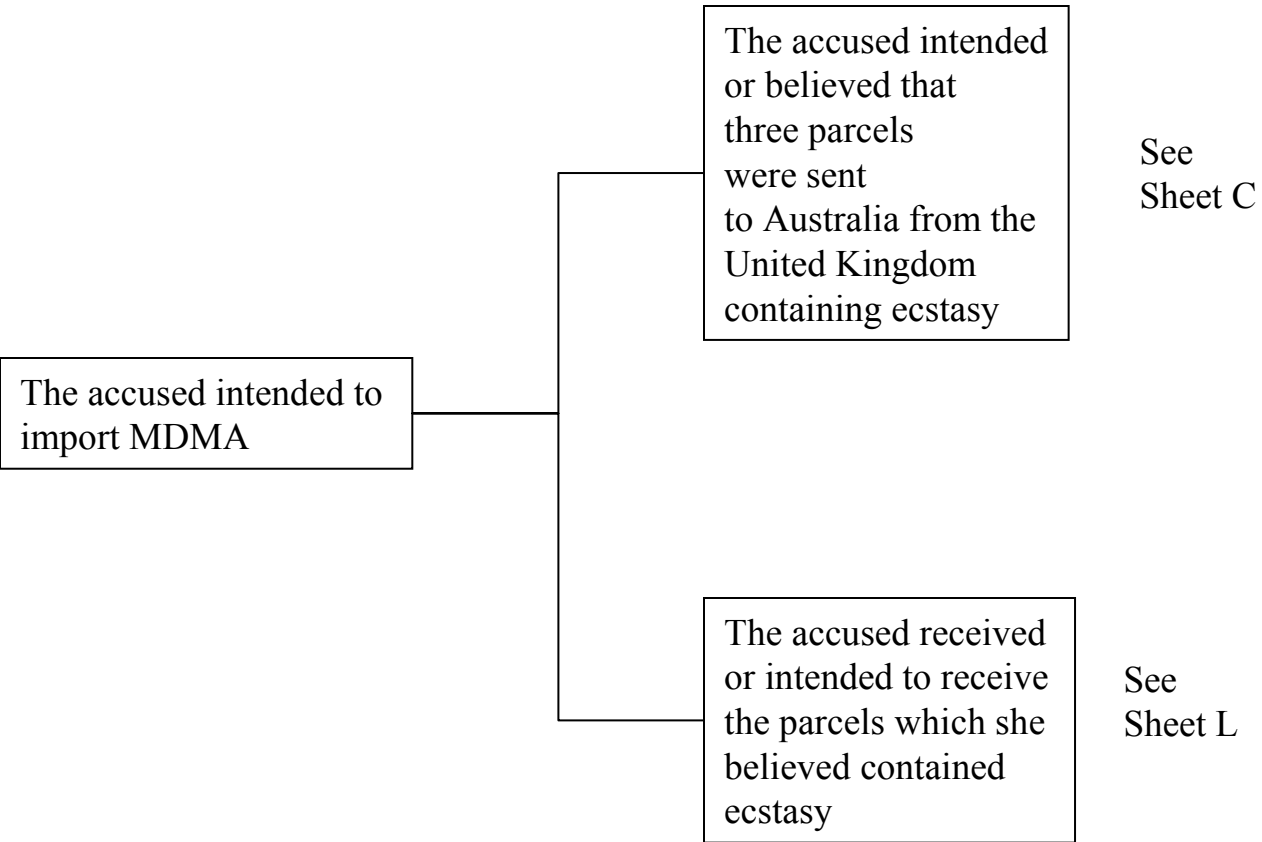 The accused intended
or believed that
three parcels
were sent
to Australia from the
United Kingdom
containing ecstasy
See
Sheet C
The accused intended to
import MDMA
The accused received
or intended to receive
the parcels which she
believed contained
ecstasy
See
Sheet L